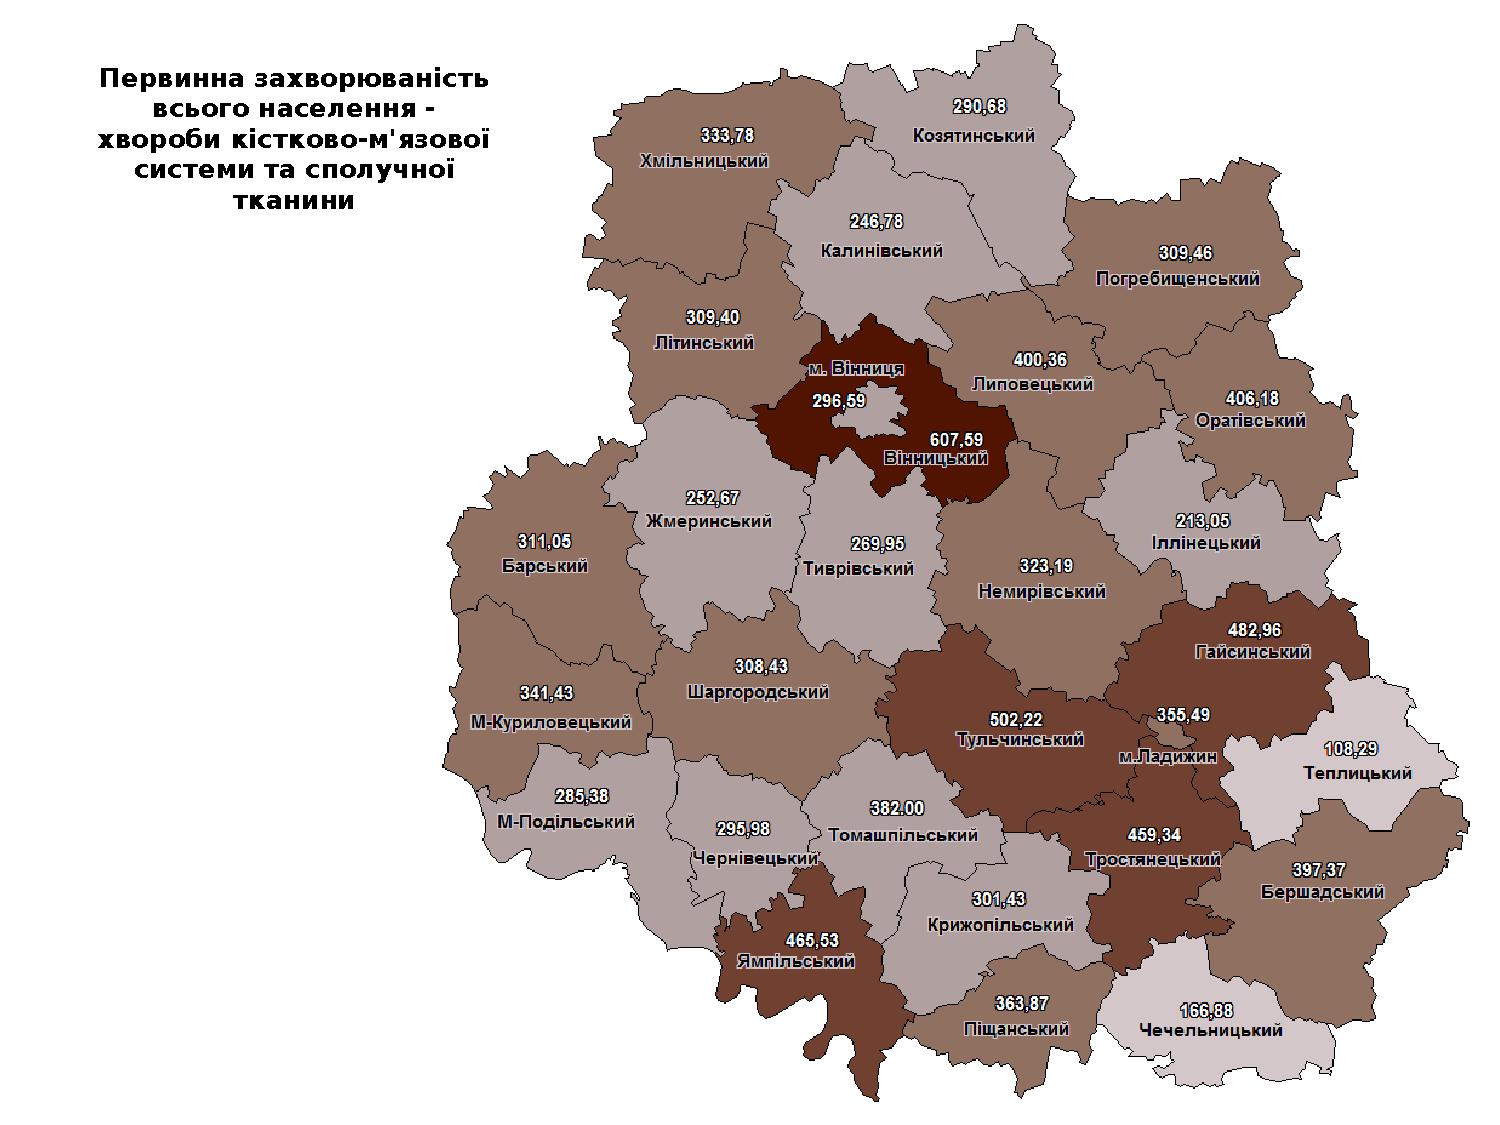 Первинна захворюваність
всього населення -
хвороби кістково-м'язової
системи та сполучної
тканини
290,68
Козятинський
333,78
Хмільницький
246,78
Калинівський
309,46
Погребищенський
309,40
Літинський
400,36
Липовецький
м. Вінниця
296,59
406,18
Оратівський
607,59
Вінницький
252,67
Жмеринський
213,05
Іллінецький
311,05
Барський
269,95
Тиврівський
323,19
Немирівський
482,96
Гайсинський
308,43
Шаргородський
341,43
М-Куриловецький
502,22
Тульчинський
355,49
м.Ладижин
108,29
Теплицький
285,38
М-Подільський
295,98
Чернівецький
382.00
Томашпільський
459,34
Тростянецький
397,37
Бершадський
301,43
Крижопільський
465,53
Ямпільський
363,87
Піщанський
166,88
Чечельницький